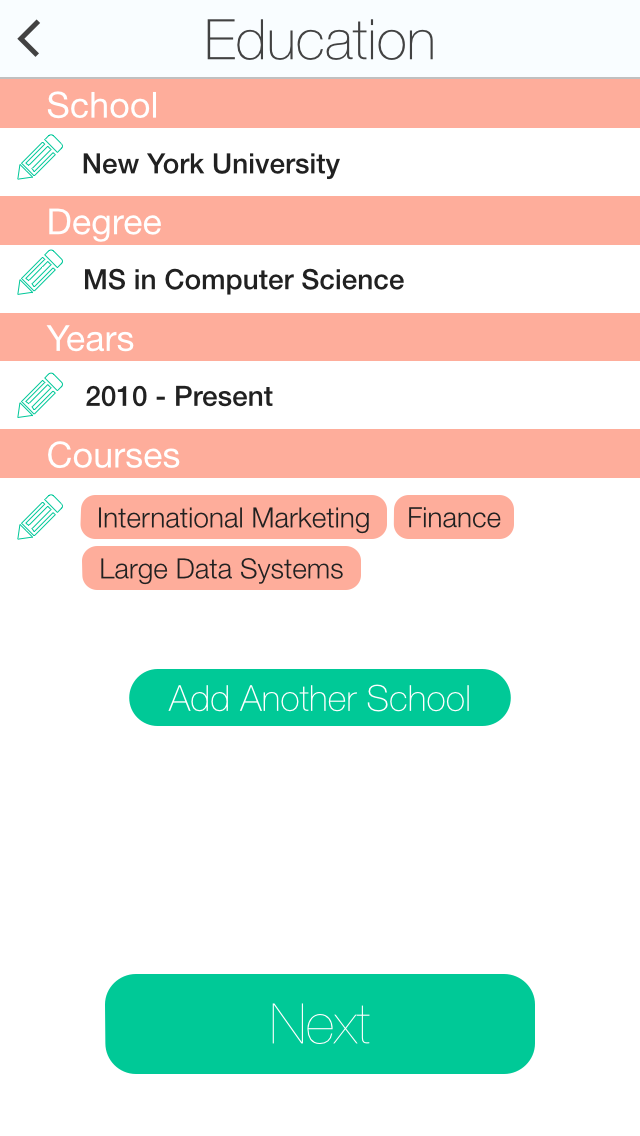 Education
School
New York University
Degree
MS in Computer Science
Years
2010 - Present
Courses
International Marketing Finance
Large Data Systems
Add Another School
Next